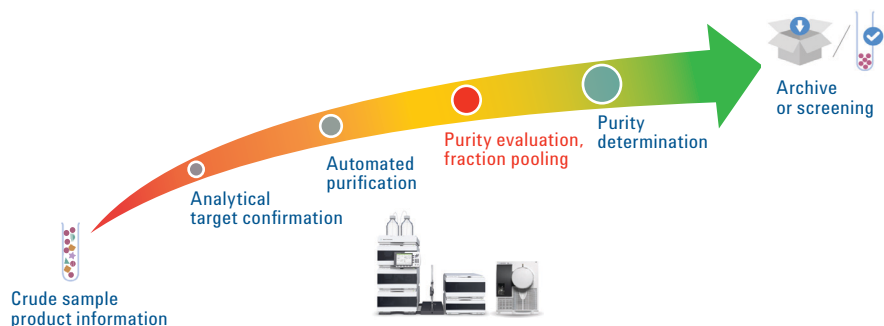 Crude sample
product information
Analytical
target confirmation
Automated
purification
Purity evaluation,
fraction pooling
Purity
determination
Archive
or screening